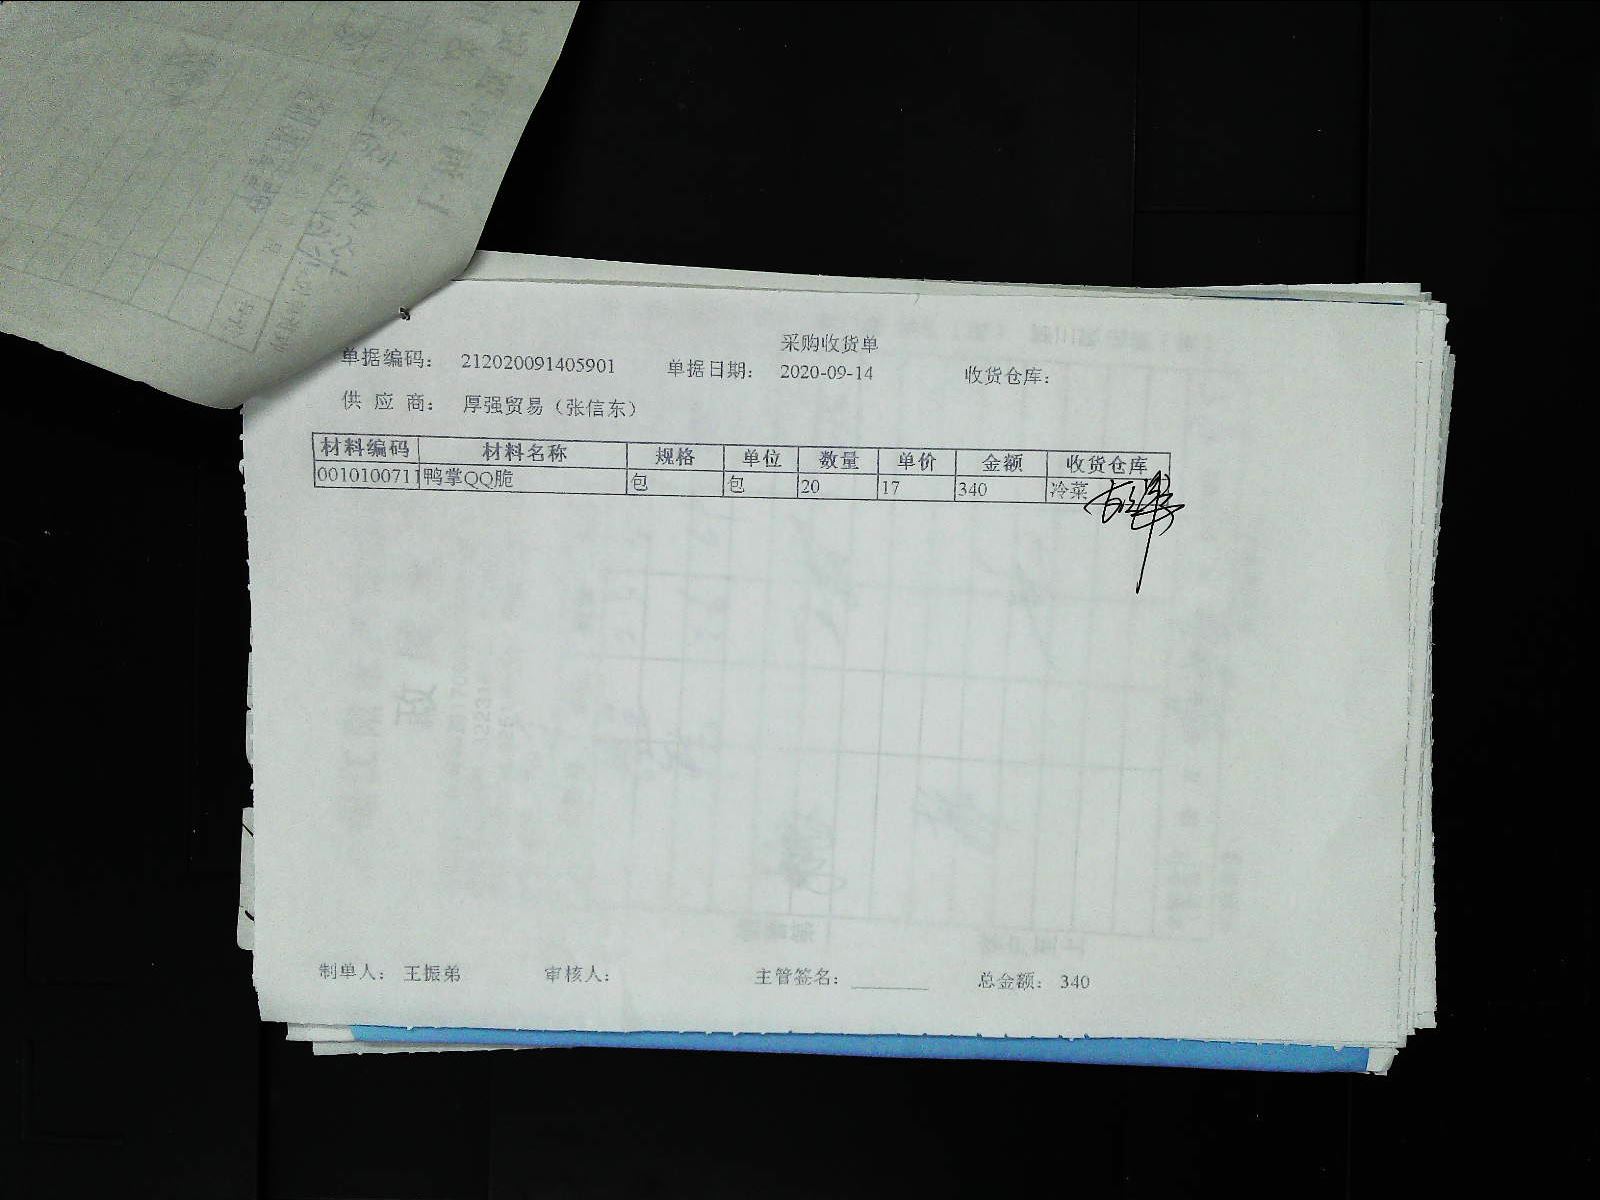 采购收货单
单据编码： 212020091405901 单据日期： 2020-09-14 收货仓库：
供 应 商： 厚强贸易（张信东）
材料编码 材料名称 规格 单位 数量 单价 金额 收货仓库
0010100711 鸭掌QQ脆 包 包 20 17 340 冷菜
制单人： 王振弟 审核人： 主管签名：________ 总金额： 340